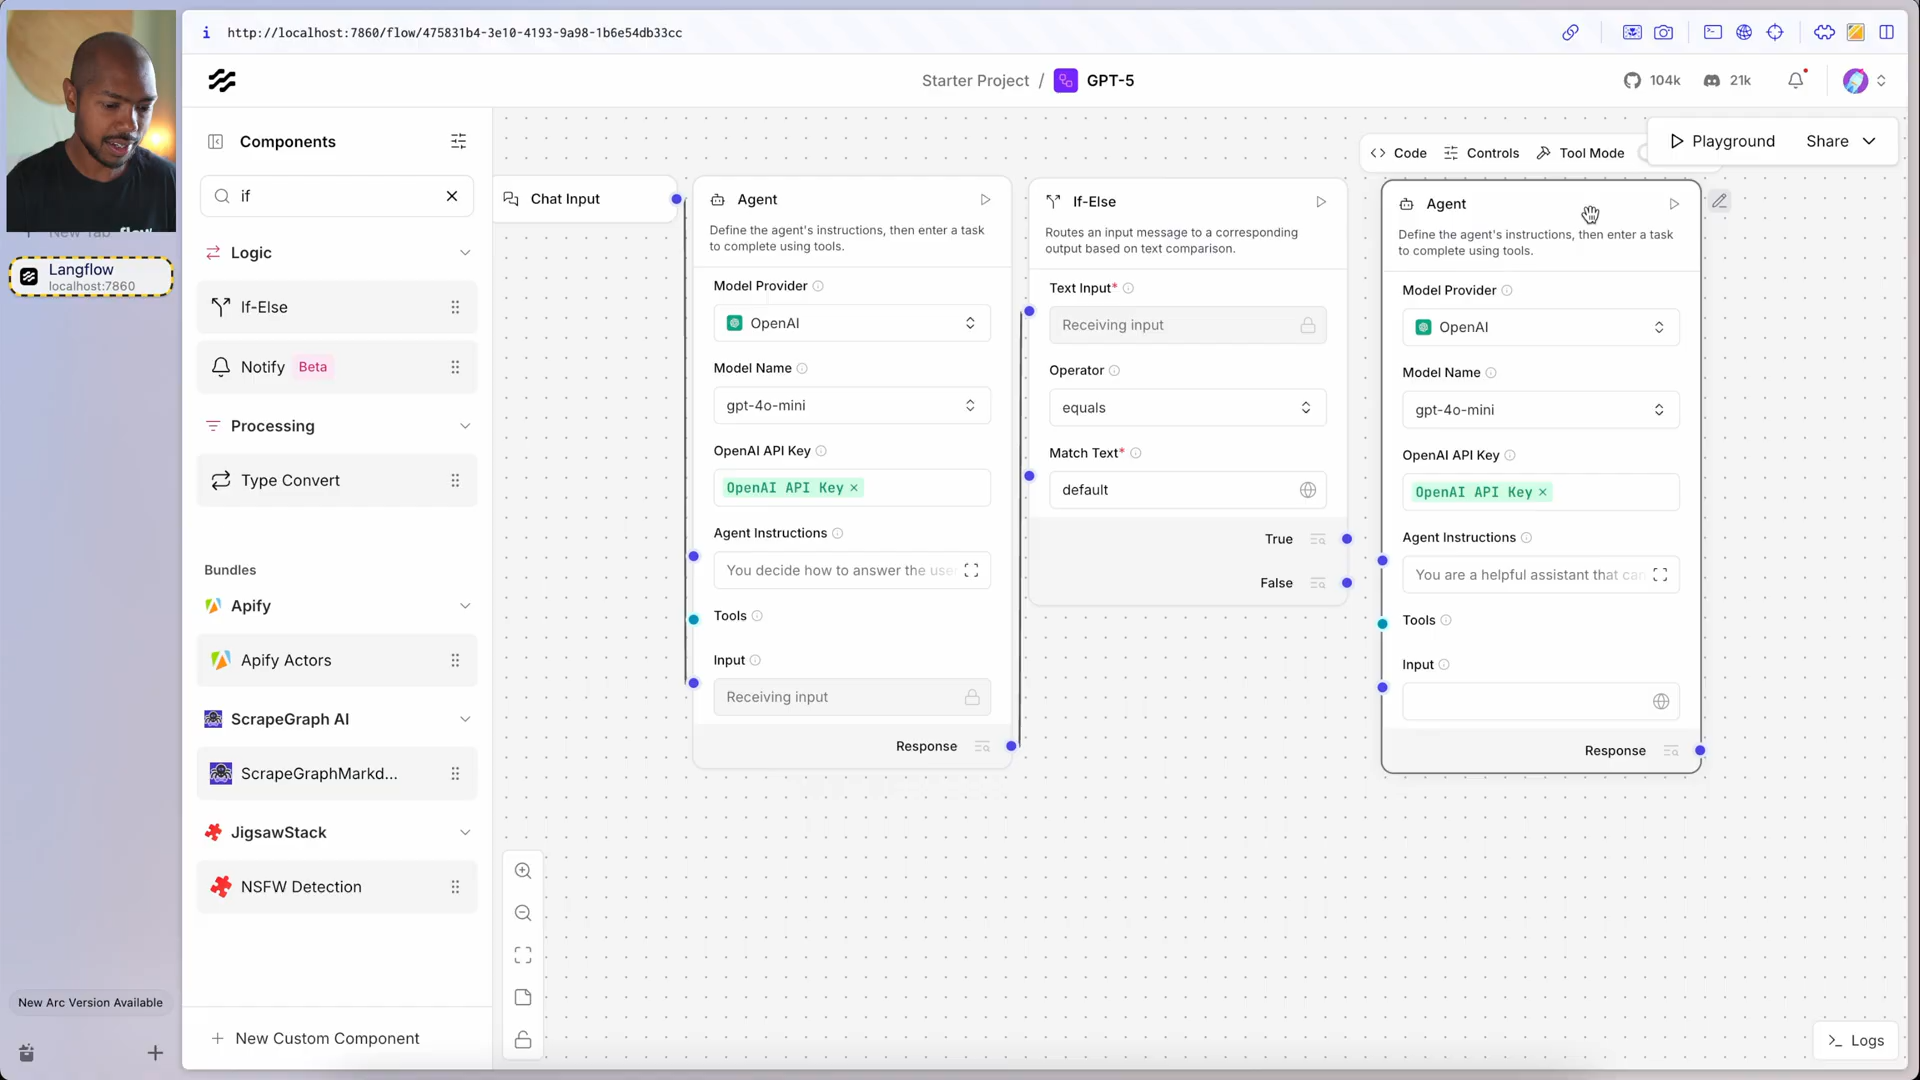 http://localhost:7860/flow/475831b4-3e10-4193-9a98-1b6e54db33cc
Starter Project / GPT-5
104k
21k
New Tab
Langflow
localhost:7860
New Arc Version Available
Components
if
Logic
If-Else
Notify Beta
Processing
Type Convert
Bundles
Apify
Apify Actors
ScrapeGraph AI
ScrapeGraphMarkd...
JigsawStack
NSFW Detection
New Custom Component
Code
Controls
Tool Mode
Playground
Share
Chat Input
Agent
Define the agent's instructions, then enter a task
to complete using tools.
Model Provider
OpenAI
Model Name
gpt-4o-mini
OpenAI API Key
OpenAI API Key ×
Agent Instructions
You decide how to answer the use
Tools
Input
Receiving input
Response
If-Else
Routes an input message to a corresponding
output based on text comparison.
Text Input*
Receiving input
Operator
equals
Match Text*
default
True
False
Agent
Define the agent's instructions, then enter a task
to complete using tools.
Model Provider
OpenAI
Model Name
gpt-4o-mini
OpenAI API Key
OpenAI API Key ×
Agent Instructions
You are a helpful assistant that can
Tools
Input
Response
Logs